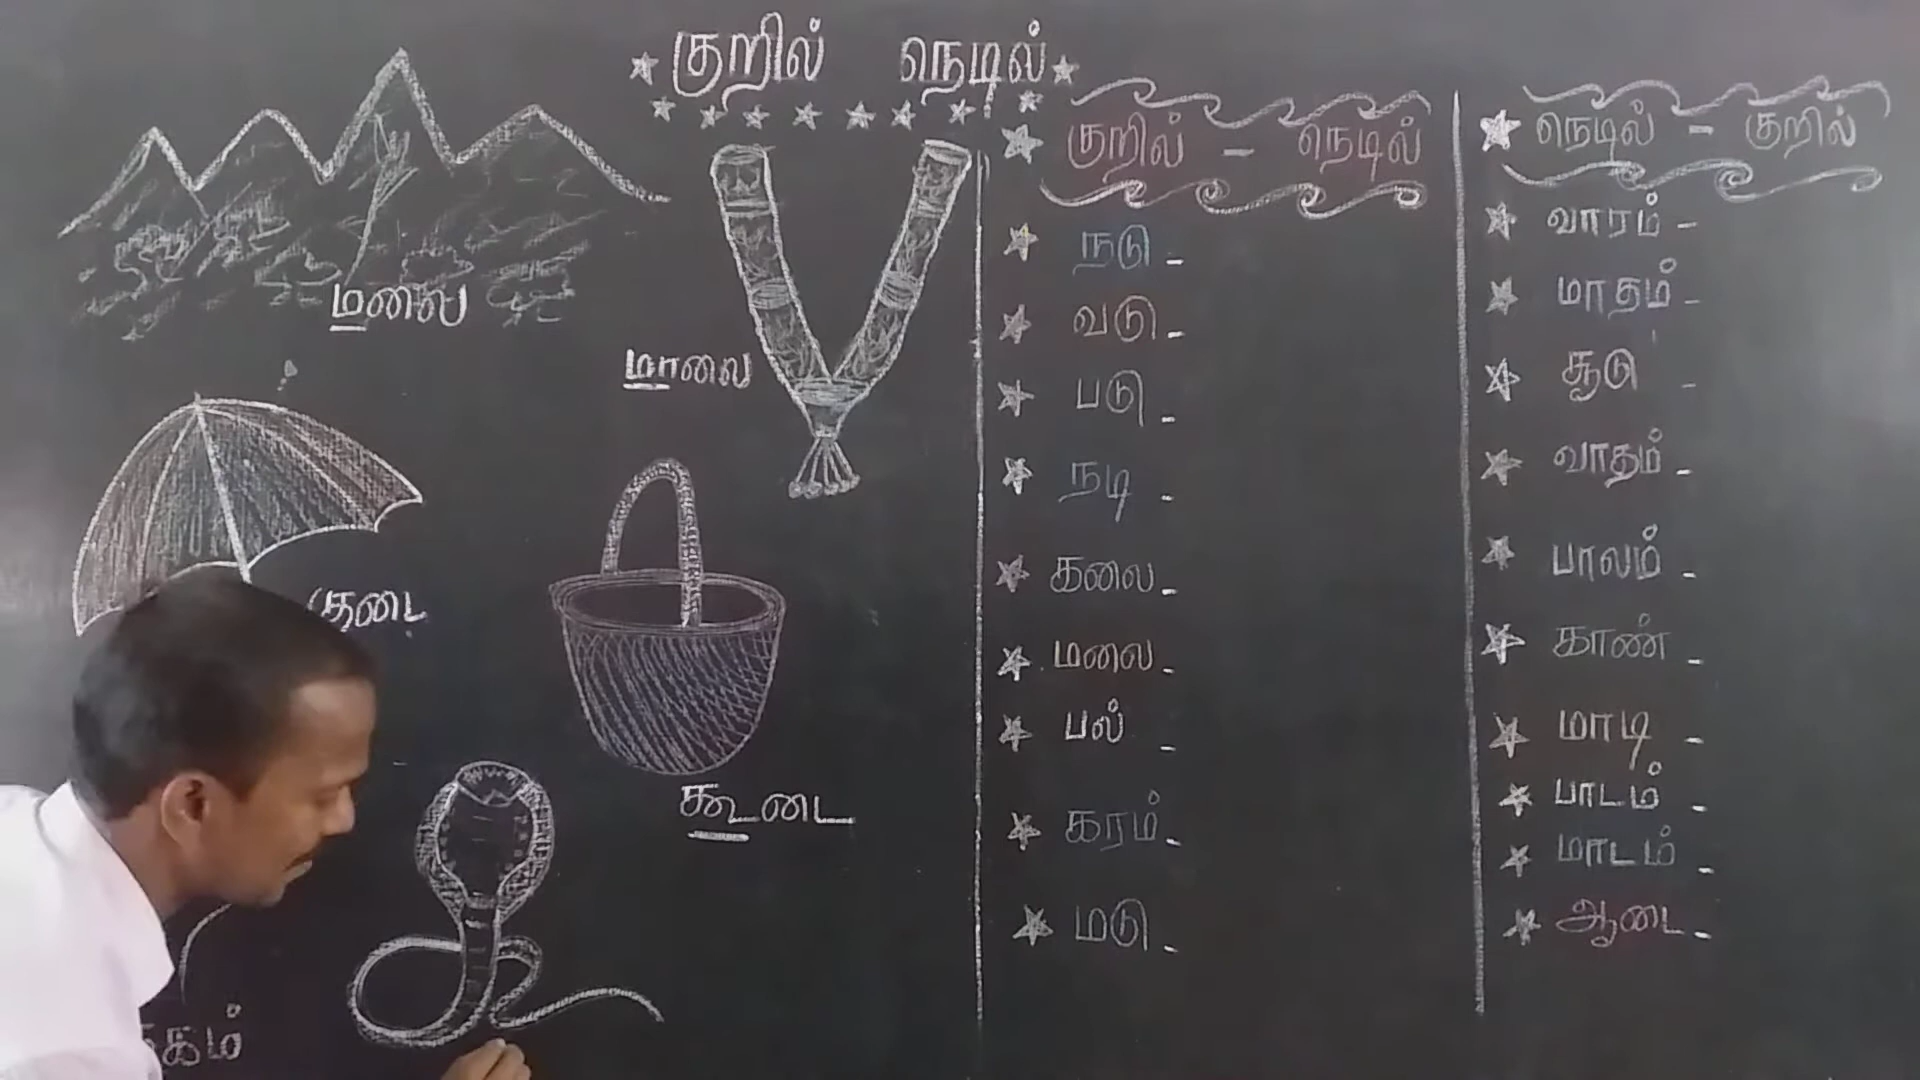 குறில் நெடில்
மலை
மாலை
குடை
கூடை
குறில் - நெடில்
நடு -
வடு -
படு -
நடி -
கலை -
மலை -
பல் -
கரம் -
மடு -
நெடில் - குறில்
வாரம் -
மாதம் -
சூடு -
வாதம் -
பாலம் -
காண் -
மாடி -
பாடம் -
மாடம் -
ஆடை -